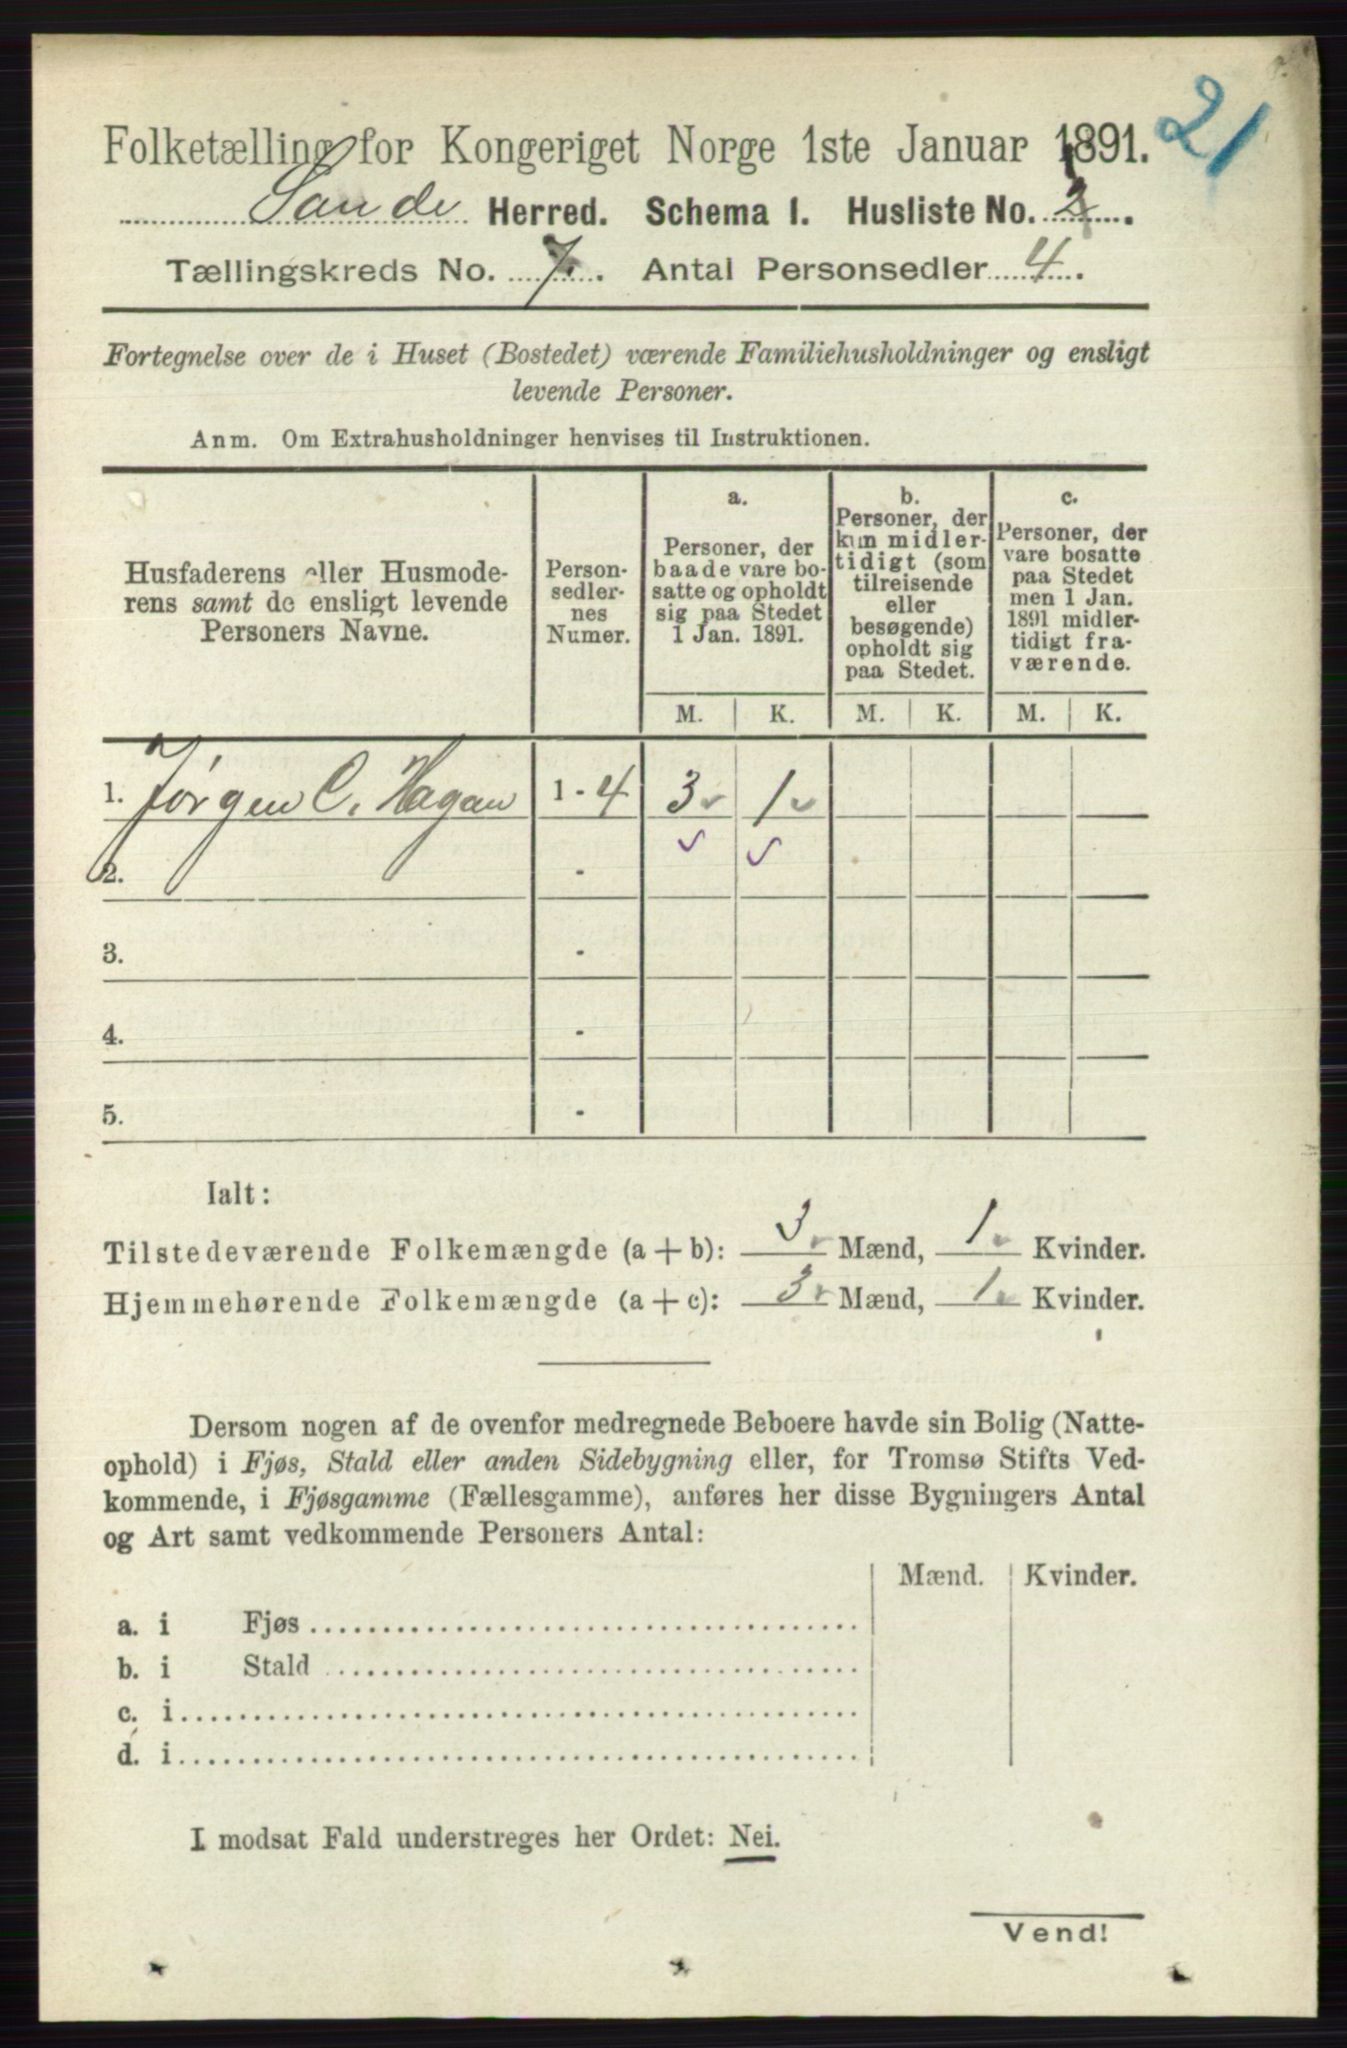 21
Folketælling for Kongeriget Norge 1ste Januar 1891.
Sande Herred. Schema 1. Husliste No. 2.
Tællingskreds No. 7. Antal Personsedler 4.
Fortegnelse over de i Huset (Bostedet) værende Familiehusholdninger og ensligt
levende Personer.
Anm. Om Extrahusholdninger henvises til Instruktionen.
Husfaderens eller Husmode-
rens samt de ensligt levende
Personers Navne.
Person-
sedler-
nes
Numer.
a.
Personer, der
baade vare bo-
satte og opholdt
sig paa Stedet
1 Jan. 1891.
b.
Personer, der
kun midler-
tidigt (som
tilreisende
eller
besøgende)
opholdt sig
paa Stedet.
c.
Personer, der
vare bosatte
paa Stedet
men 1 Jan.
1891 midler-
tidigt fra-
værende.
M. K. M. K. M. K.
1. Jørgen C. Hagan 1 - 4 3 1
2. -
3. -
4. -
5. -
Ialt:
Tilstedeværende Folkemængde (a + b): 3 Mænd, 1 Kvinder.
Hjemmehørende Folkemængde (a + c): 3 Mænd, 1 Kvinder.
Dersom nogen af de ovenfor medregnede Beboere havde sin Bolig (Natte-
ophold) i Fjøs, Stald eller anden Sidebygning eller, for Tromsø Stifts Ved-
kommende, i Fjøsgamme (Fællesgamme), anføres her disse Bygningers Antal
og Art samt vedkommende Personers Antal:
Mænd. Kvinder.
a. i Fjøs
b. i Stald
c. i
d. i
I modsat Fald understreges her Ordet: Nei.
Vend!